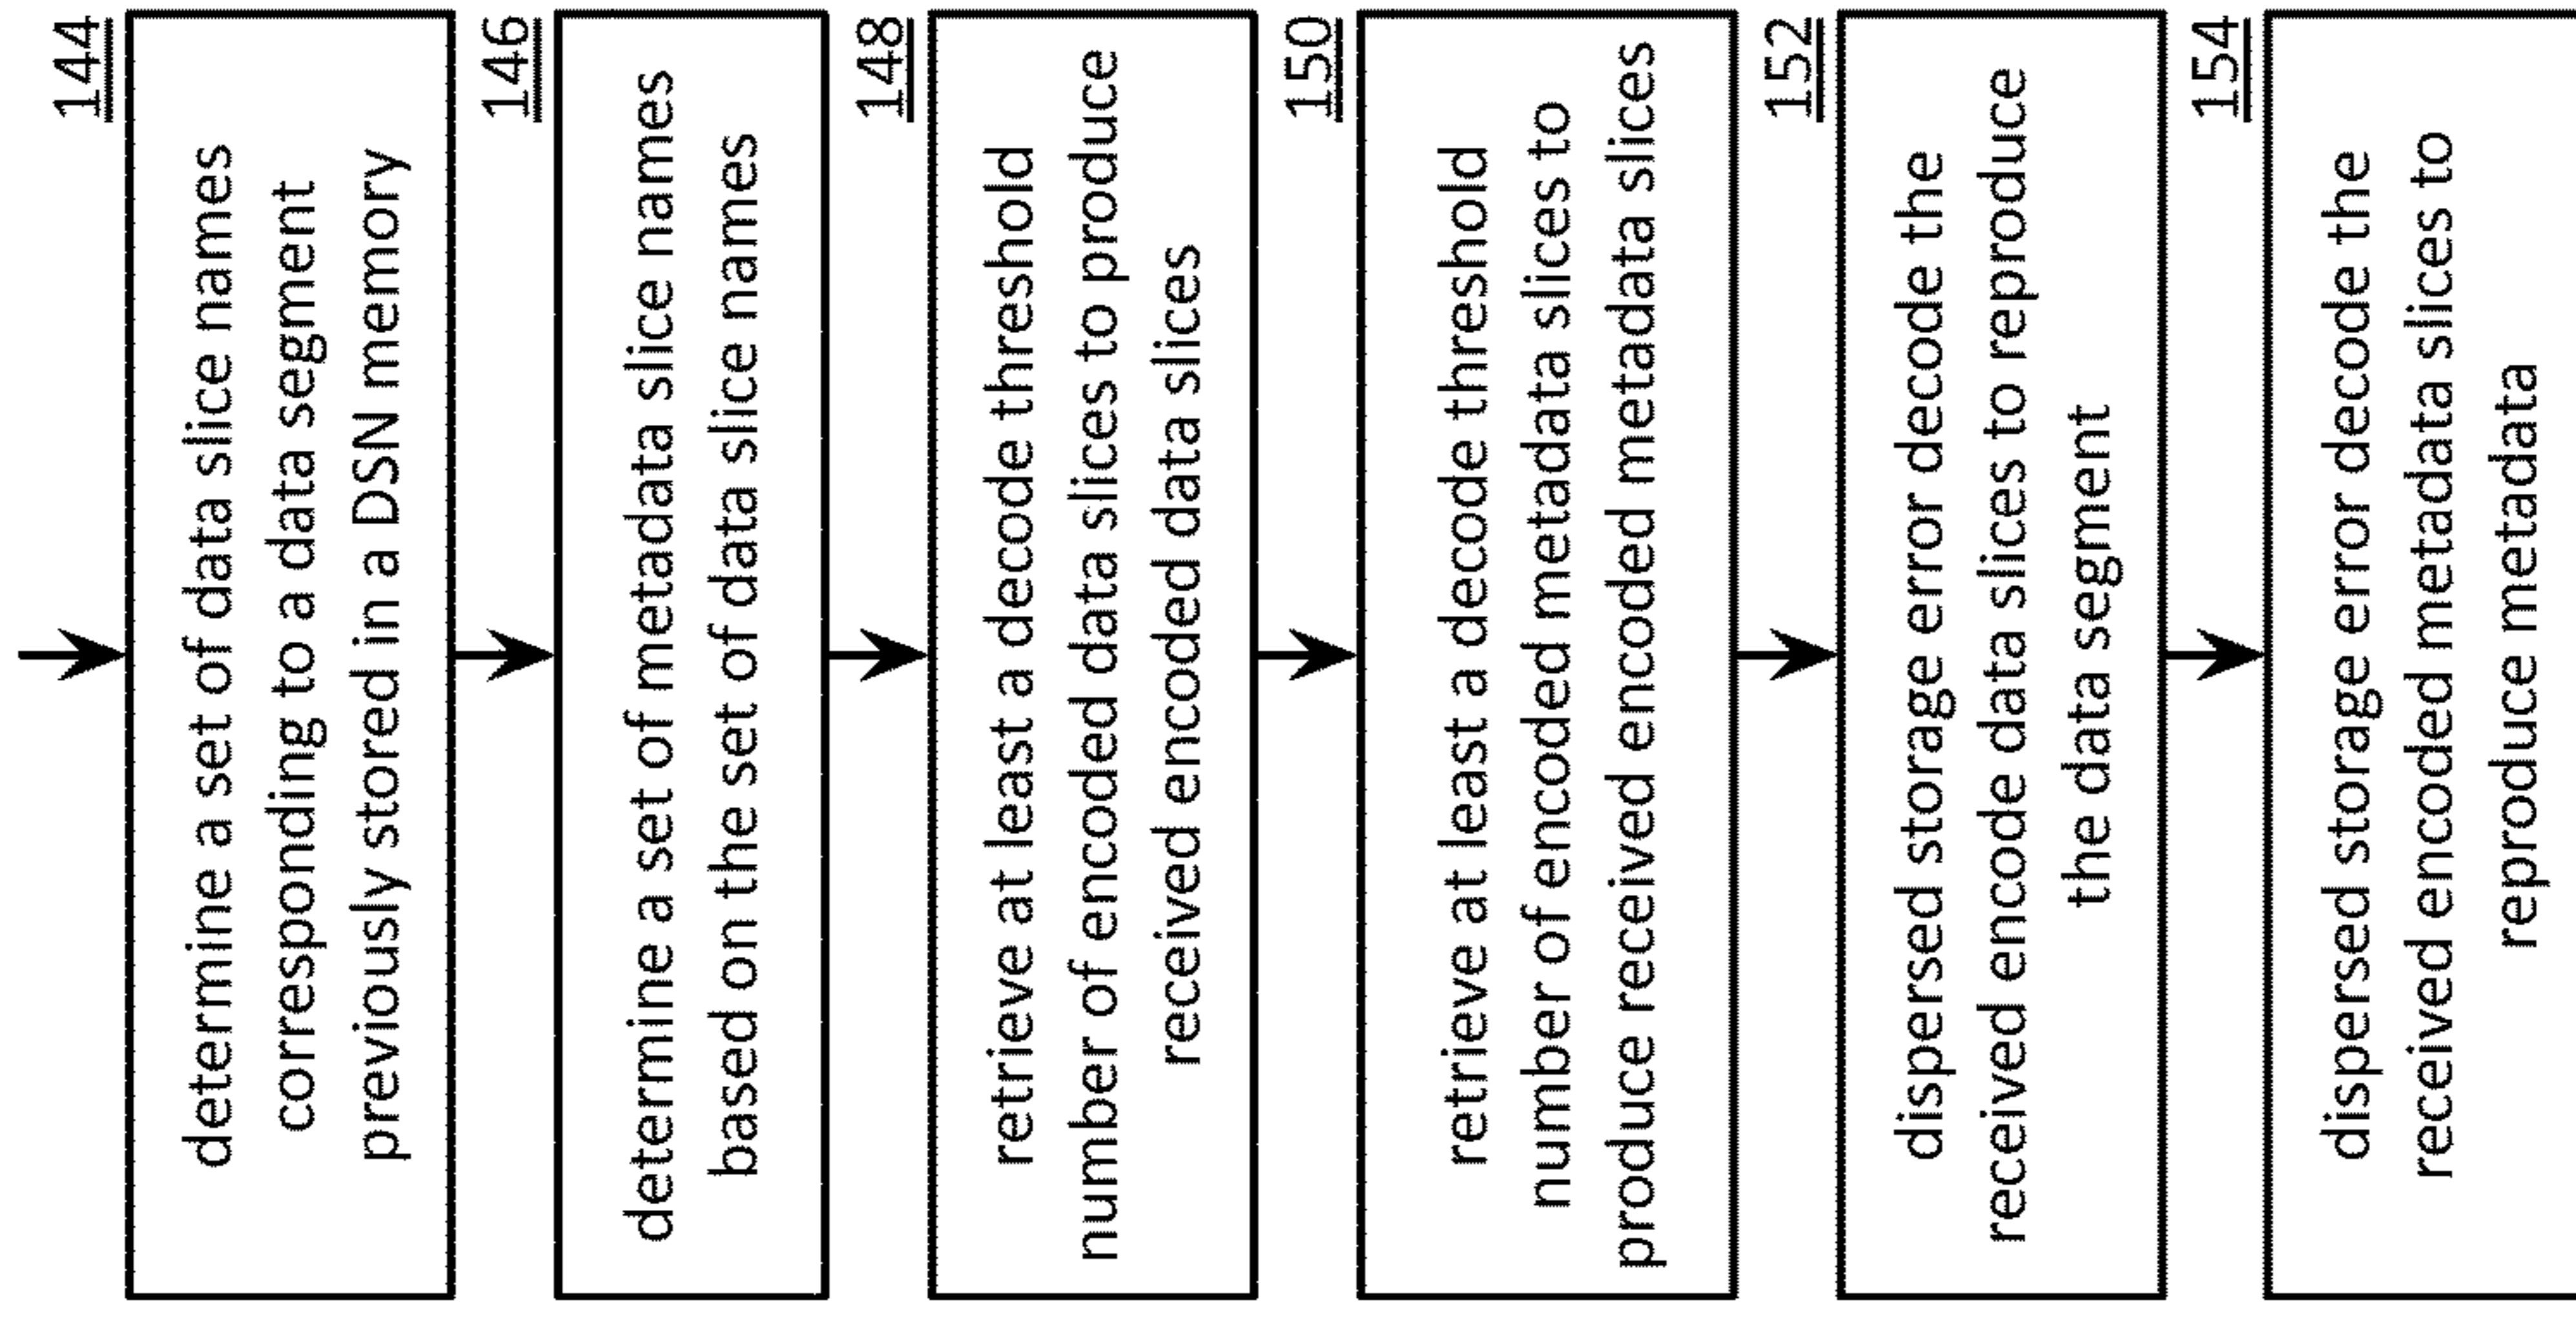 144
determine a set of data slice names
corresponding to a data segment
previously stored in a DSN memory
146
determine a set of metadata slice names
based on the set of data slice names
148
retrieve at least a decode threshold
number of encoded data slices to produce
received encoded data slices
150
retrieve at least a decode threshold
number of encoded metadata slices to
produce received encoded metadata slices
152
dispersed storage error decode the
received encode data slices to reproduce
the data segment
154
dispersed storage error decode the
received encoded metadata slices to
reproduce metadata